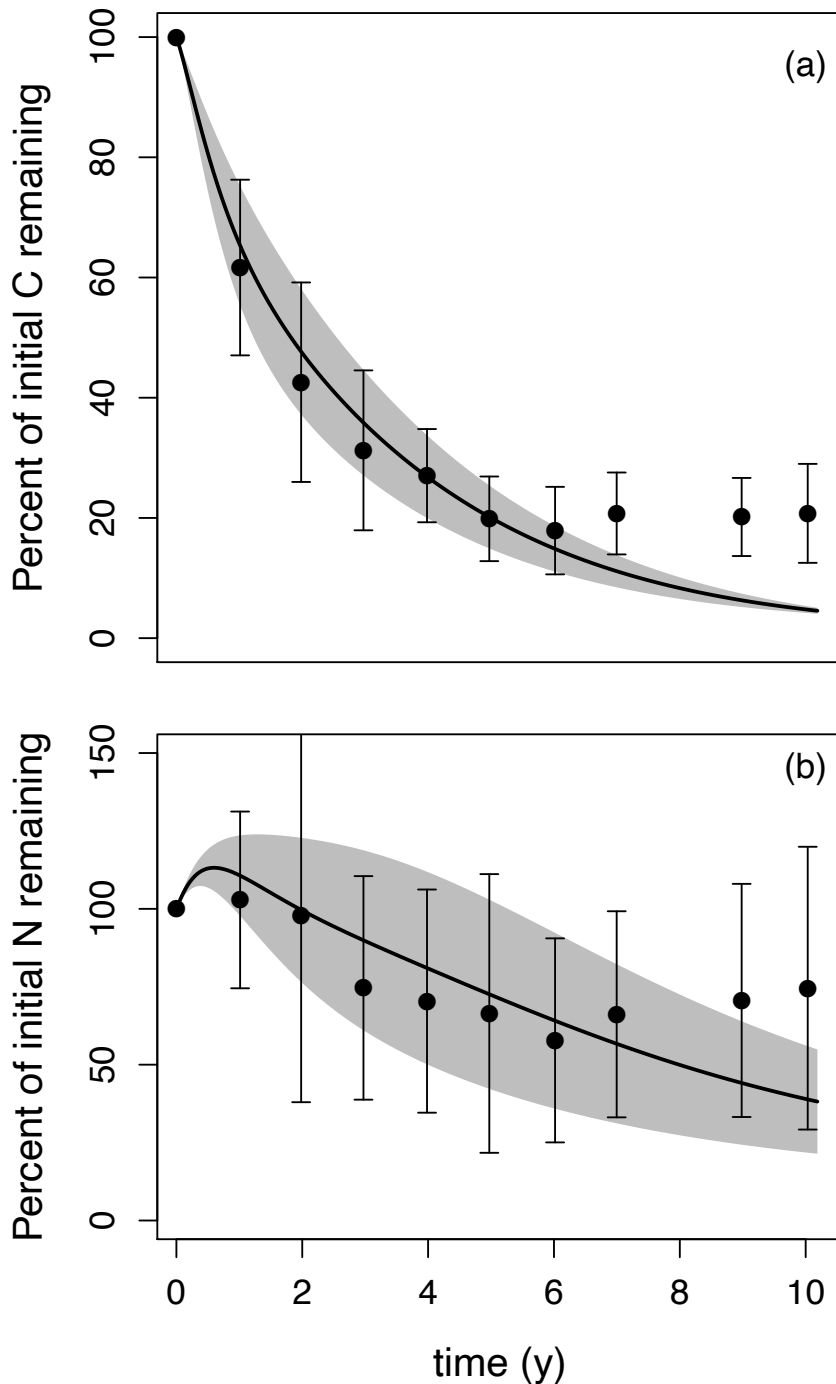 (a)
Percent of initial C remaining
100
80
60
40
20
0
(b)
Percent of initial N remaining
150
100
50
0
0 2 4 6 8 10
time (y)